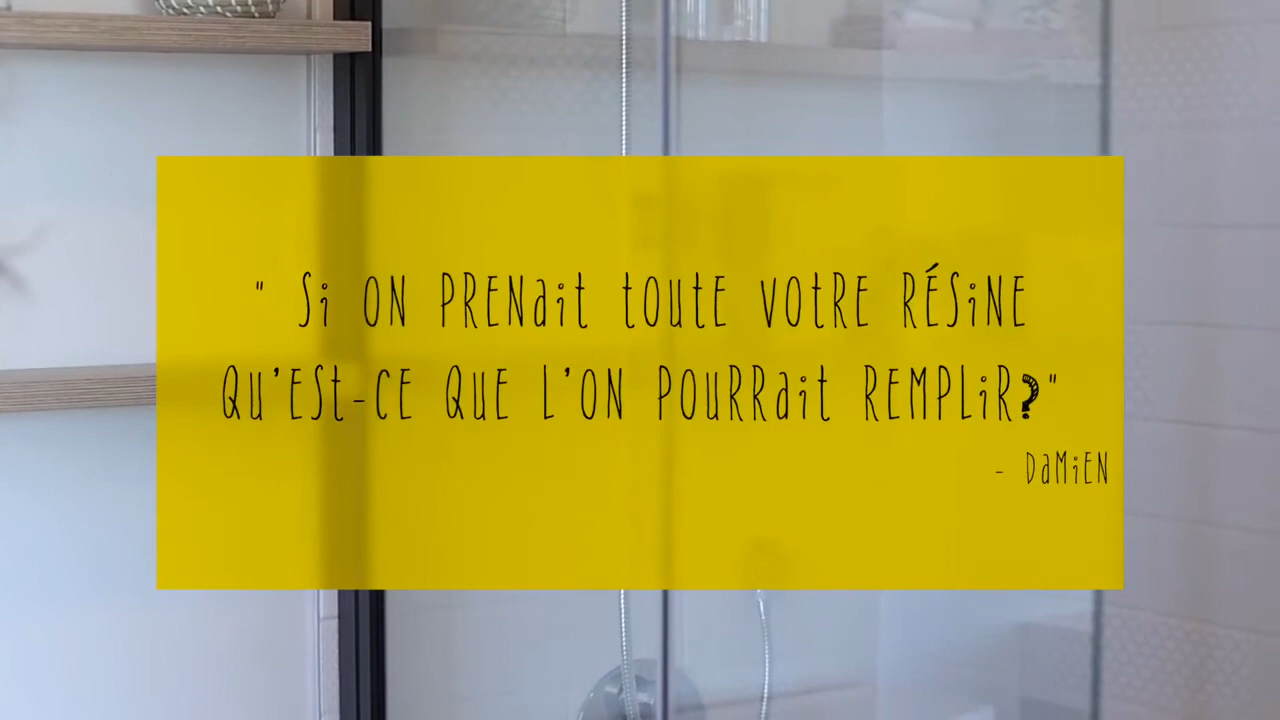 " Si ON PRENait toutE VotRE RÉSiNE
Qu'ESt-CE QuE L'ON PouRRait REMPLiR?"
- DaMiEN